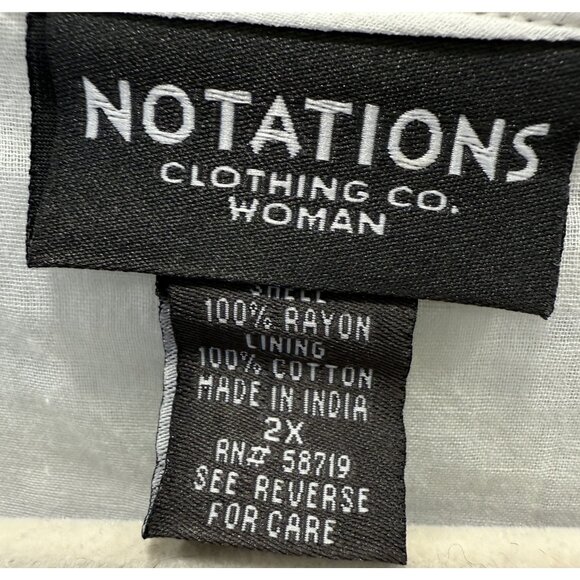 NOTATIONS
CLOTHING CO.
WOMAN
SHELL
100% RAYON
LINING
100% COTTON
MADE IN INDIA
2X
RN# 58719
SEE REVERSE
FOR CARE